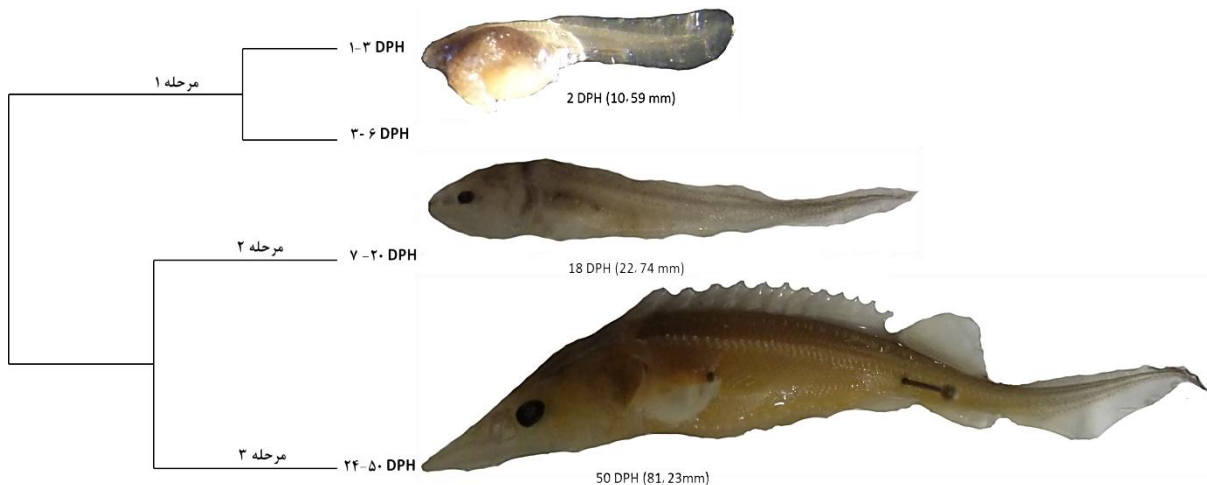 ۱-۳ DPH
مرحله ۱
2 DPH (10، 59 mm)
۳- ۶ DPH
مرحله ۲
۷ -۲۰ DPH
18 DPH (22، 74 mm)
مرحله ۳
۲۴-۵۰ DPH
50 DPH (81، 23mm)